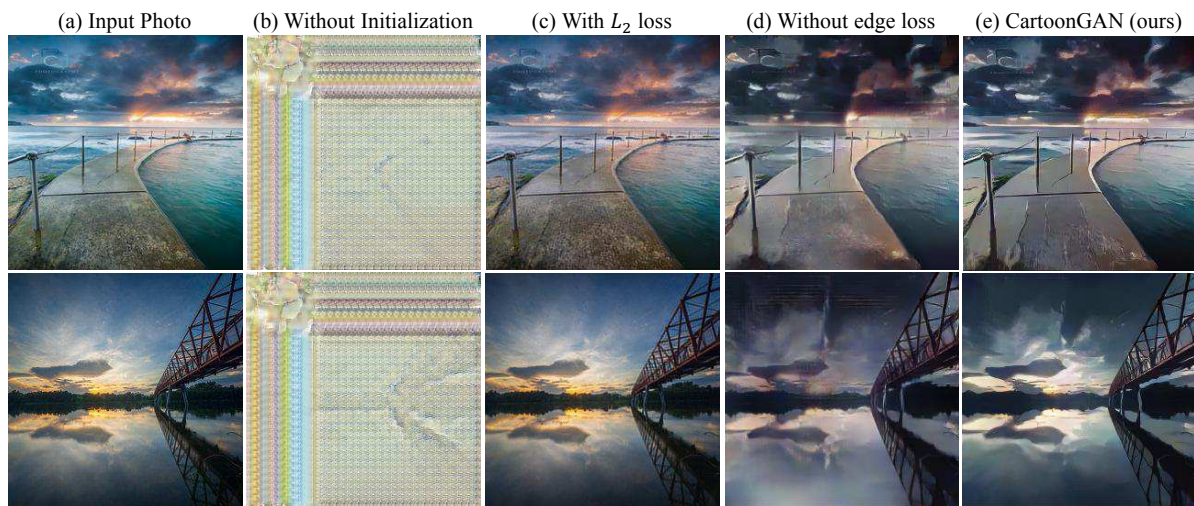 (a) Input Photo
(b) Without Initialization
(c) With L₂ loss
(d) Without edge loss
(e) CartoonGAN (ours)